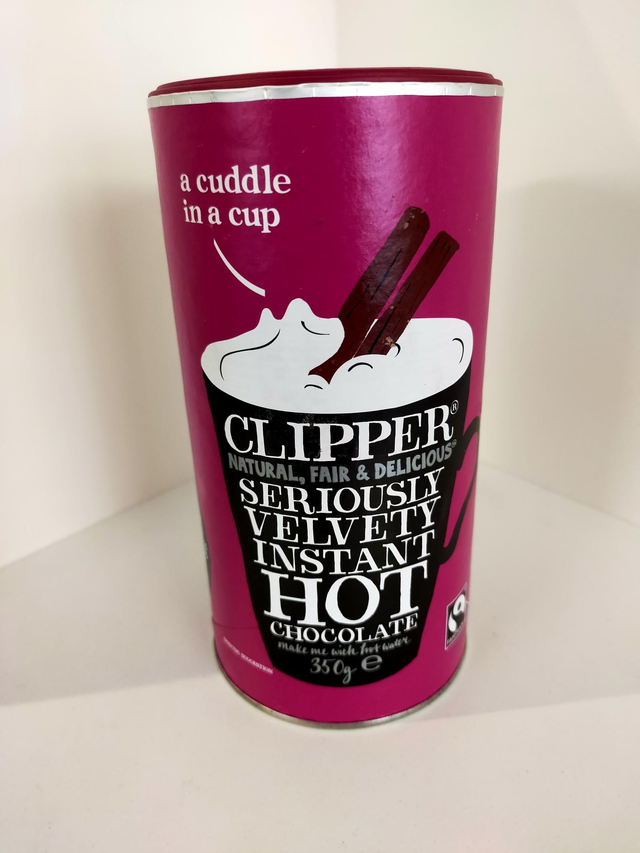 a cuddle
in a cup
CLIPPER®
NATURAL, FAIR & DELICIOUS
SERIOUSLY
VELVETY
INSTANT
HOT
CHOCOLATE
make me with hot water
350g ℮